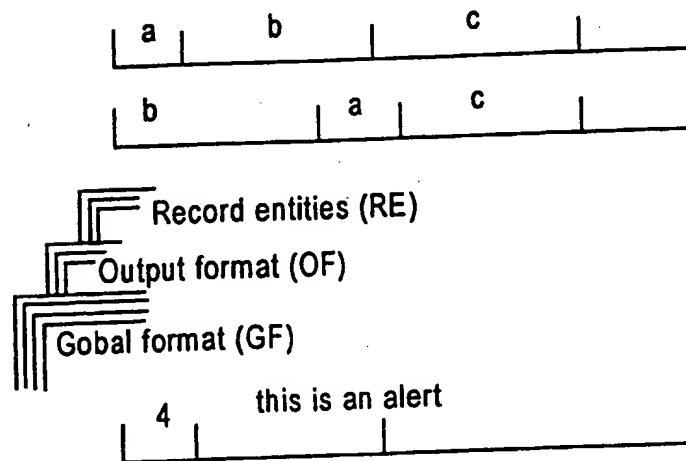 a b c
b a c
Record entities (RE)
Output format (OF)
Gobal format (GF)
4 this is an alert